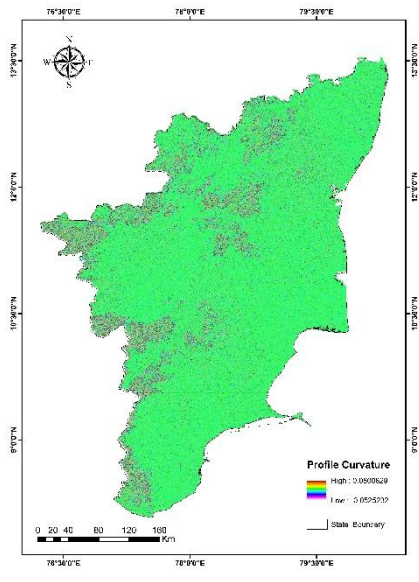 76°30'0"E 78°0'0"E 79°30'0"E
N
W E
S
13°30'0"N 13°30'0"N
12°0'0"N 12°0'0"N
10°30'0"N 10°30'0"N
9°0'0"N 9°0'0"N
Profile Curvature
High : 0.0500629
Low : 0.0525202
State Boundary
0 20 40 80 120 160
Km
76°30'0"E 78°0'0"E 79°30'0"E